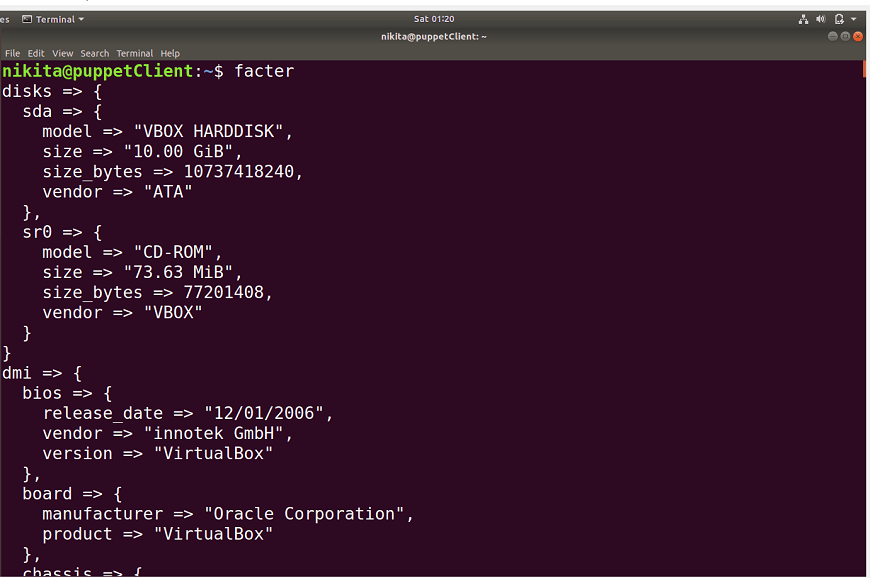 es Terminal Sat 01:20
nikita@puppetClient: ~
File Edit View Search Terminal Help
nikita@puppetClient:~$ facter
disks => {
  sda => {
    model => "VBOX HARDDISK",
    size => "10.00 GiB",
    size_bytes => 10737418240,
    vendor => "ATA"
  },
  sr0 => {
    model => "CD-ROM",
    size => "73.63 MiB",
    size_bytes => 77201408,
    vendor => "VBOX"
  }
}
dmi => {
  bios => {
    release_date => "12/01/2006",
    vendor => "innotek GmbH",
    version => "VirtualBox"
  },
  board => {
    manufacturer => "Oracle Corporation",
    product => "VirtualBox"
  },
  chassis => {